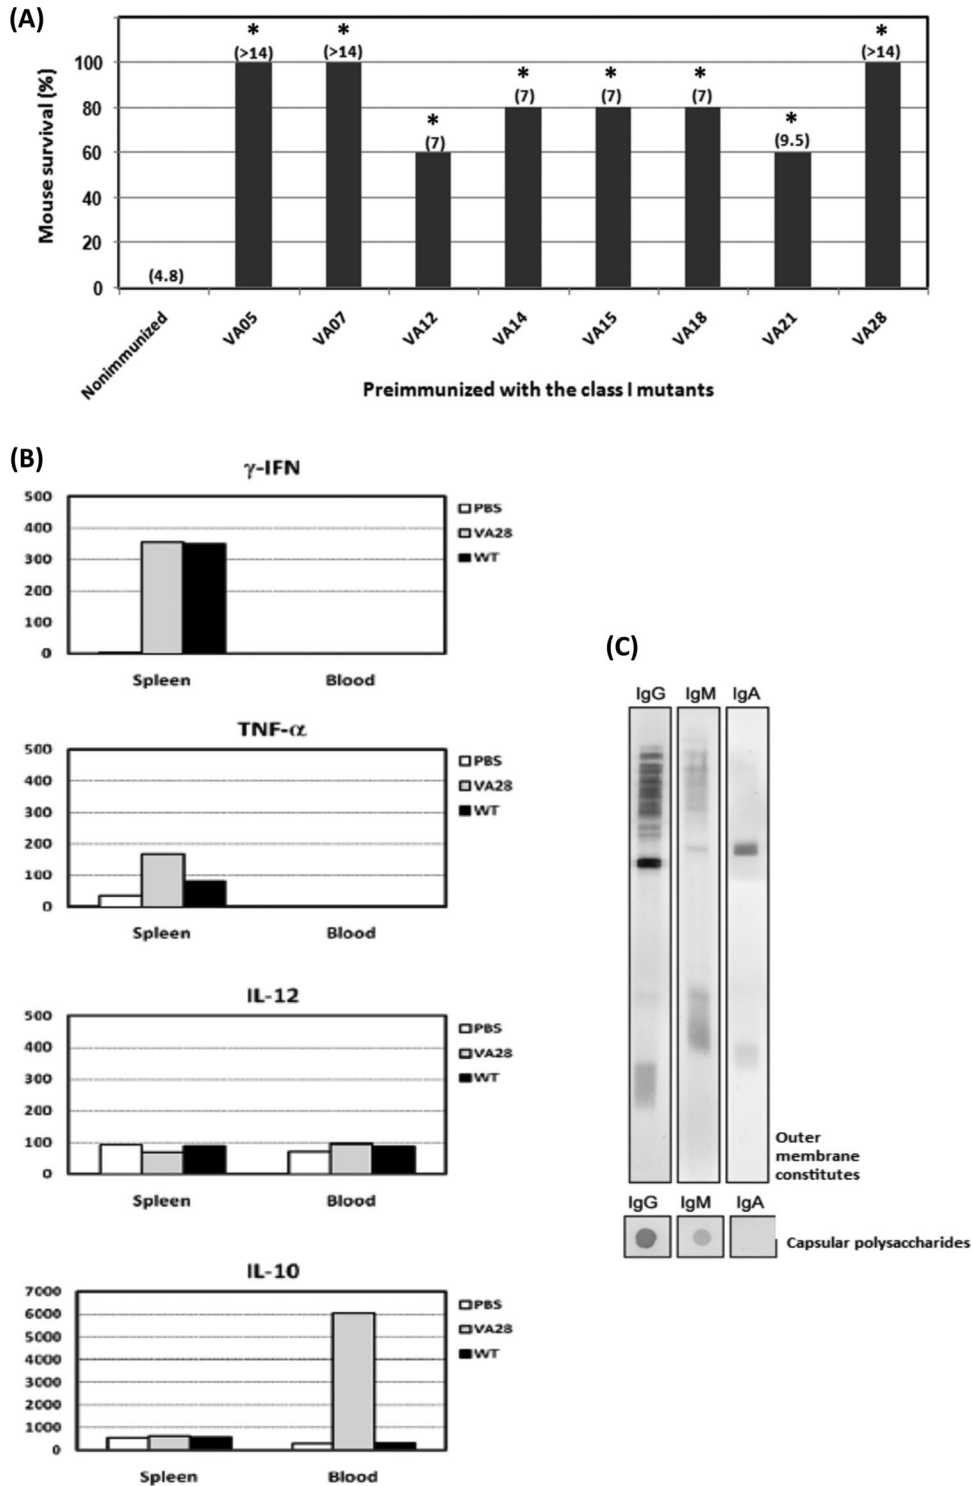 (A)
*
(>14)
*
(>14)
*
(7)
*
(7)
*
(7)
*
(7)
*
(9.5)
*
(>14)
(4.8)
Mouse survival (%)
100
80
60
40
20
0
Nonimmunized
VA05
VA07
VA12
VA14
VA15
VA18
VA21
VA28
Preimmunized with the class I mutants
(B)
γ-IFN
500
400
300
200
100
0
PBS
VA28
WT
Spleen
Blood
TNF-α
500
400
300
200
100
0
PBS
VA28
WT
Spleen
Blood
IL-12
500
400
300
200
100
0
PBS
VA28
WT
Spleen
Blood
IL-10
7000
6000
5000
4000
3000
2000
1000
0
PBS
VA28
WT
Spleen
Blood
(C)
IgG
IgM
IgA
Outer
membrane
constitutes
IgG
IgM
IgA
Capsular polysaccharides